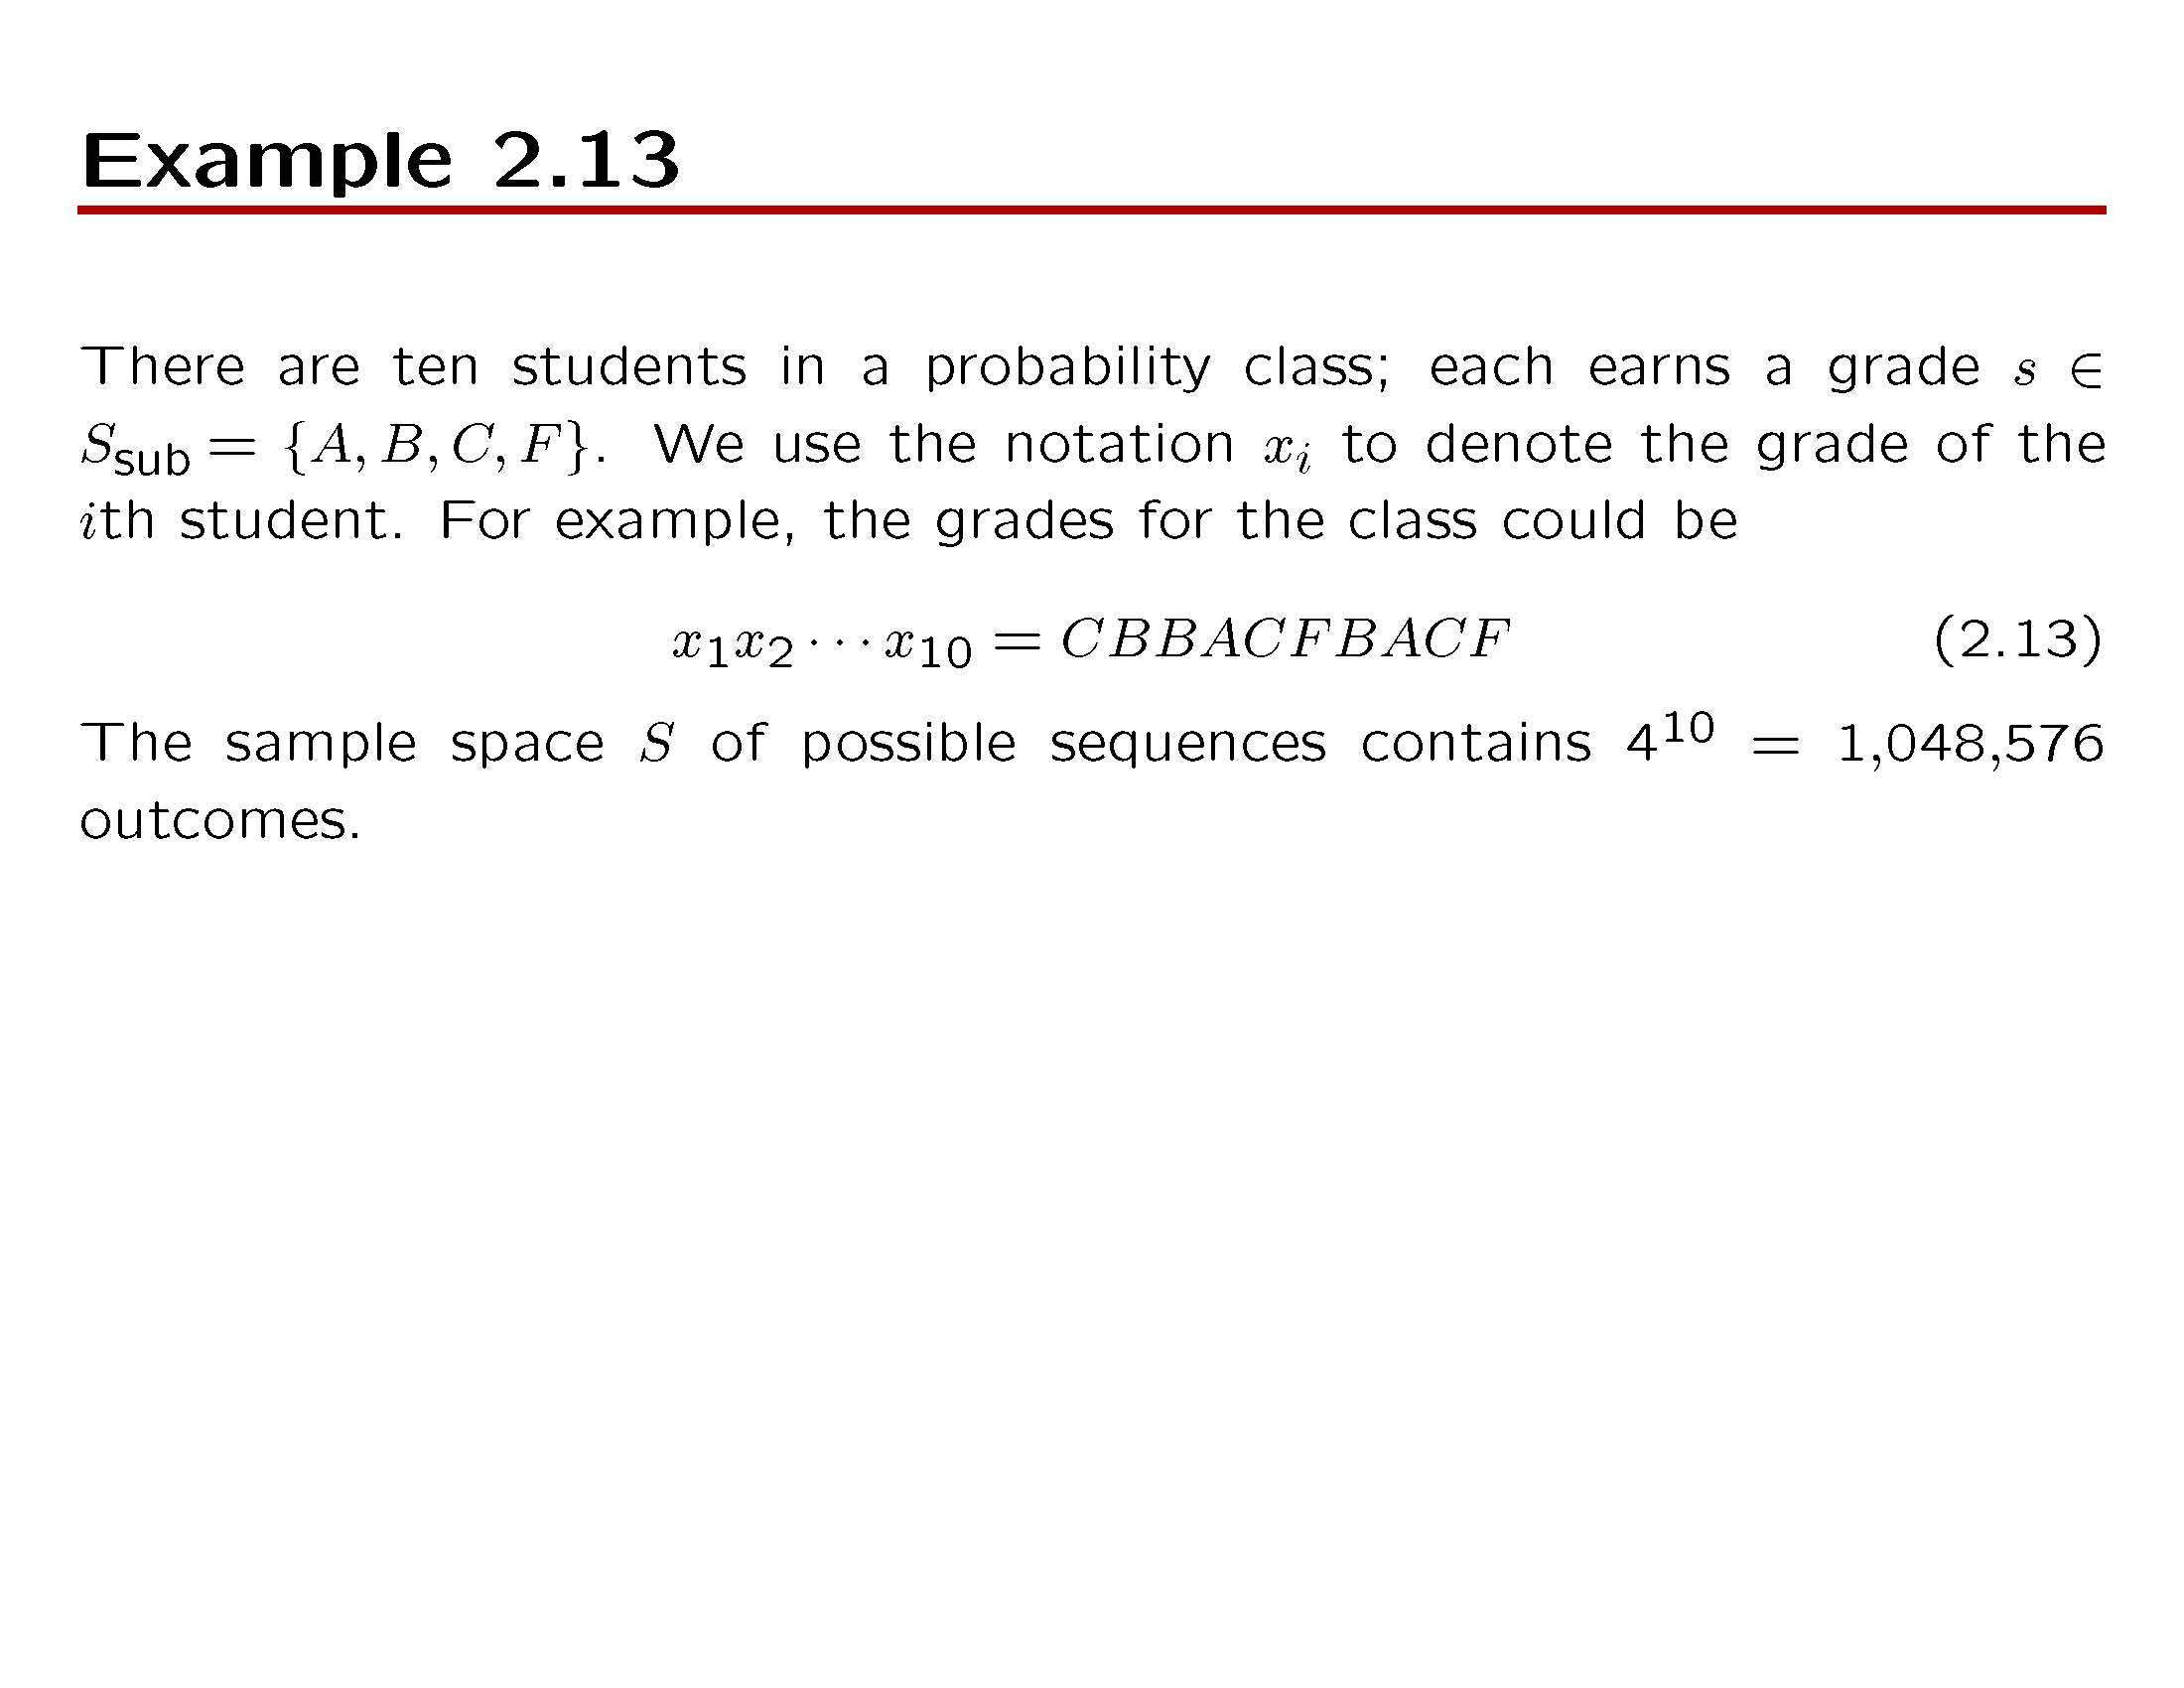 Example 2.13
There are ten students in a probability class; each earns a grade s ∈
S_sub = {A, B, C, F}. We use the notation x_i to denote the grade of the
ith student. For example, the grades for the class could be
x_1x_2 ⋯ x_10 = CBBACFBACF (2.13)
The sample space S of possible sequences contains 4^10 = 1,048,576
outcomes.